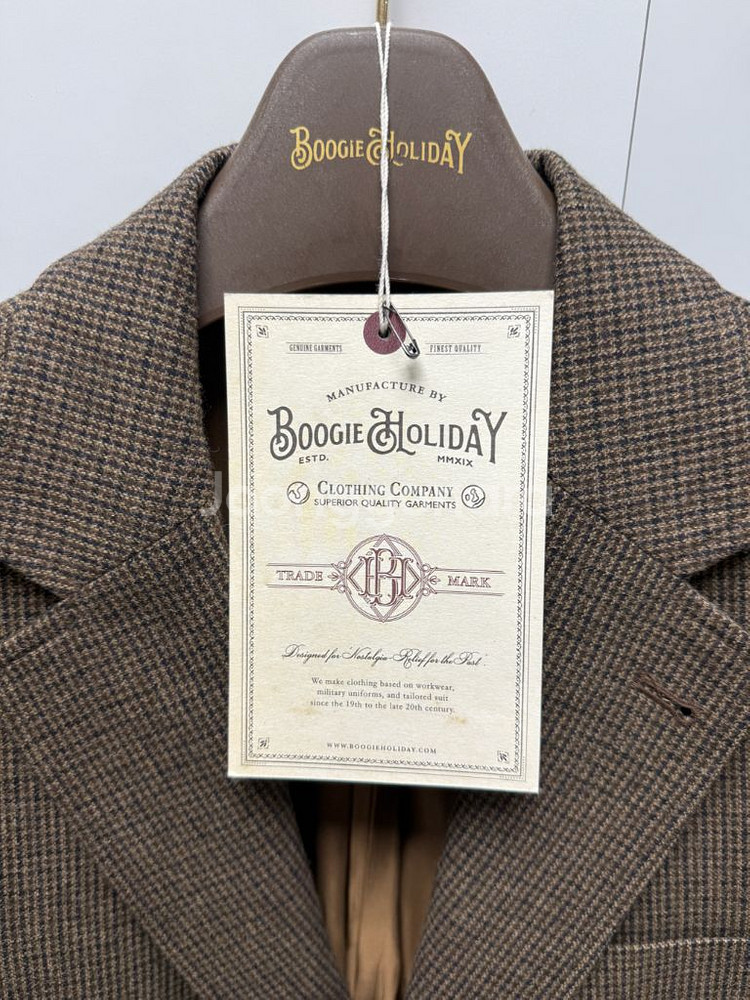 BOOGIE HOLIDAY
GENUINE GARMENTS
FINEST QUALITY
MANUFACTURE BY
BOOGIE HOLIDAY
ESTD. MMXIX
CLOTHING COMPANY
SUPERIOR QUALITY GARMENTS
TRADE BH MARK
Designed for "Nostalgia-Relief for the Past"
We make clothing based on workwear,
military uniforms, and tailored suit
since the 19th to the late 20th century.
WWW.BOOGIEHOLIDAY.COM